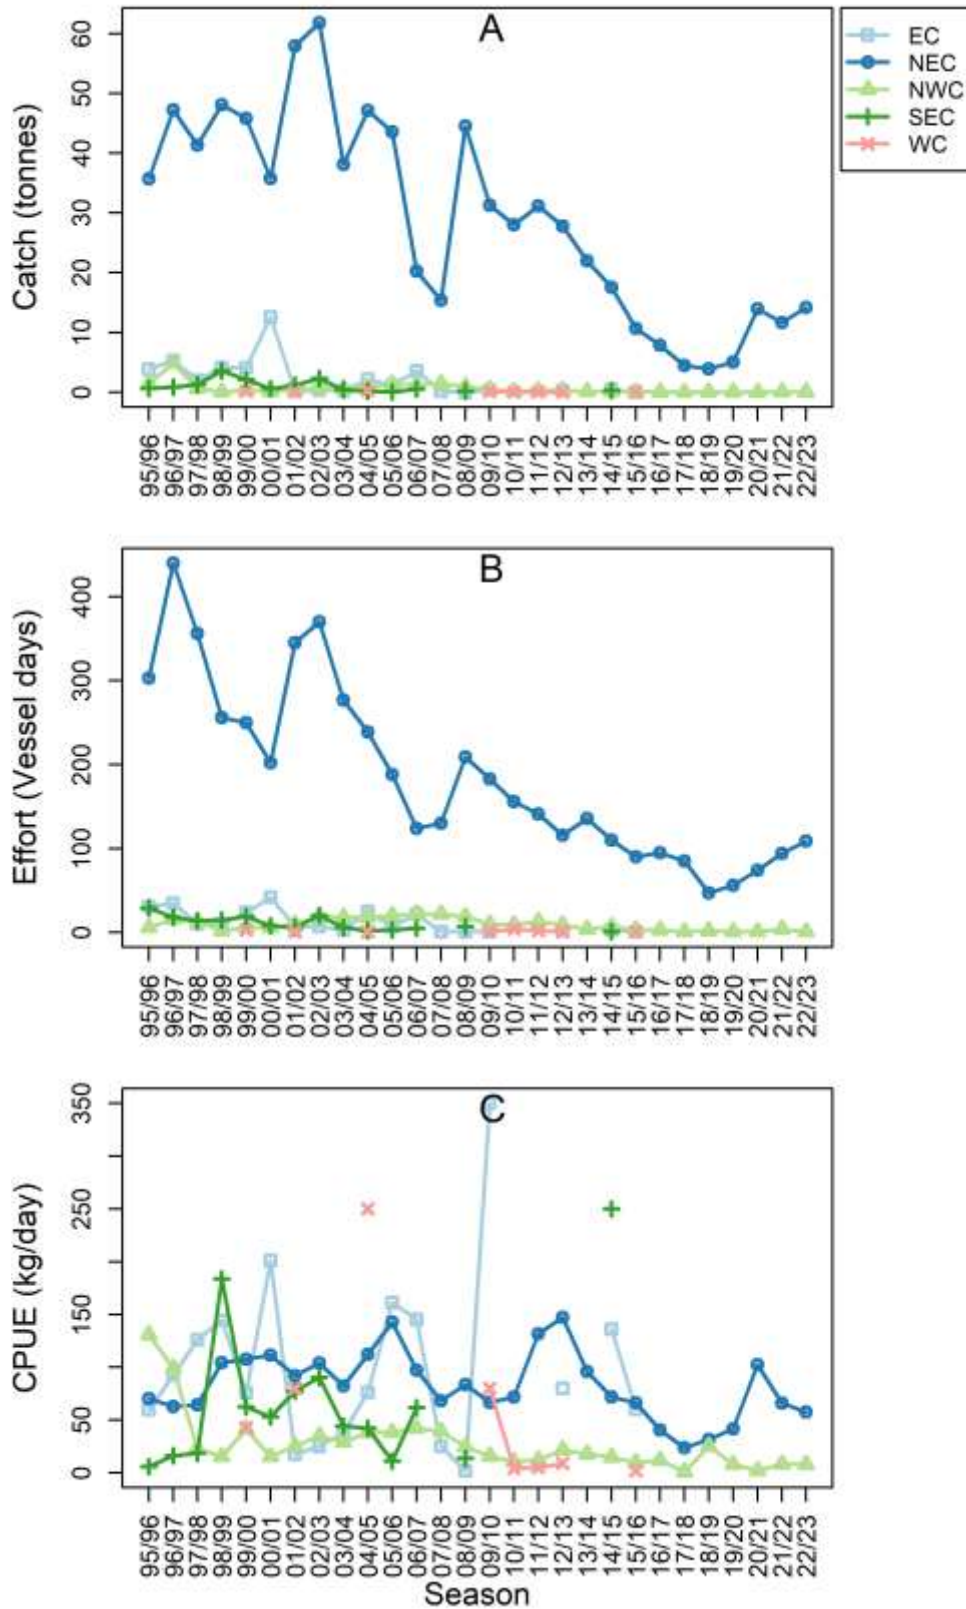 A
EC
NEC
NWC
SEC
WC
Catch (tonnes)
60
50
40
30
20
10
0
95/96 96/97 97/98 98/99 99/00 00/01 01/02 02/03 03/04 04/05 05/06 06/07 07/08 08/09 09/10 10/11 11/12 12/13 13/14 14/15 15/16 16/17 17/18 18/19 19/20 20/21 21/22 22/23
B
Effort (Vessel days)
400
300
200
100
0
95/96 96/97 97/98 98/99 99/00 00/01 01/02 02/03 03/04 04/05 05/06 06/07 07/08 08/09 09/10 10/11 11/12 12/13 13/14 14/15 15/16 16/17 17/18 18/19 19/20 20/21 21/22 22/23
C
CPUE (kg/day)
350
250
150
50
0
95/96 96/97 97/98 98/99 99/00 00/01 01/02 02/03 03/04 04/05 05/06 06/07 07/08 08/09 09/10 10/11 11/12 12/13 13/14 14/15 15/16 16/17 17/18 18/19 19/20 20/21 21/22 22/23
Season